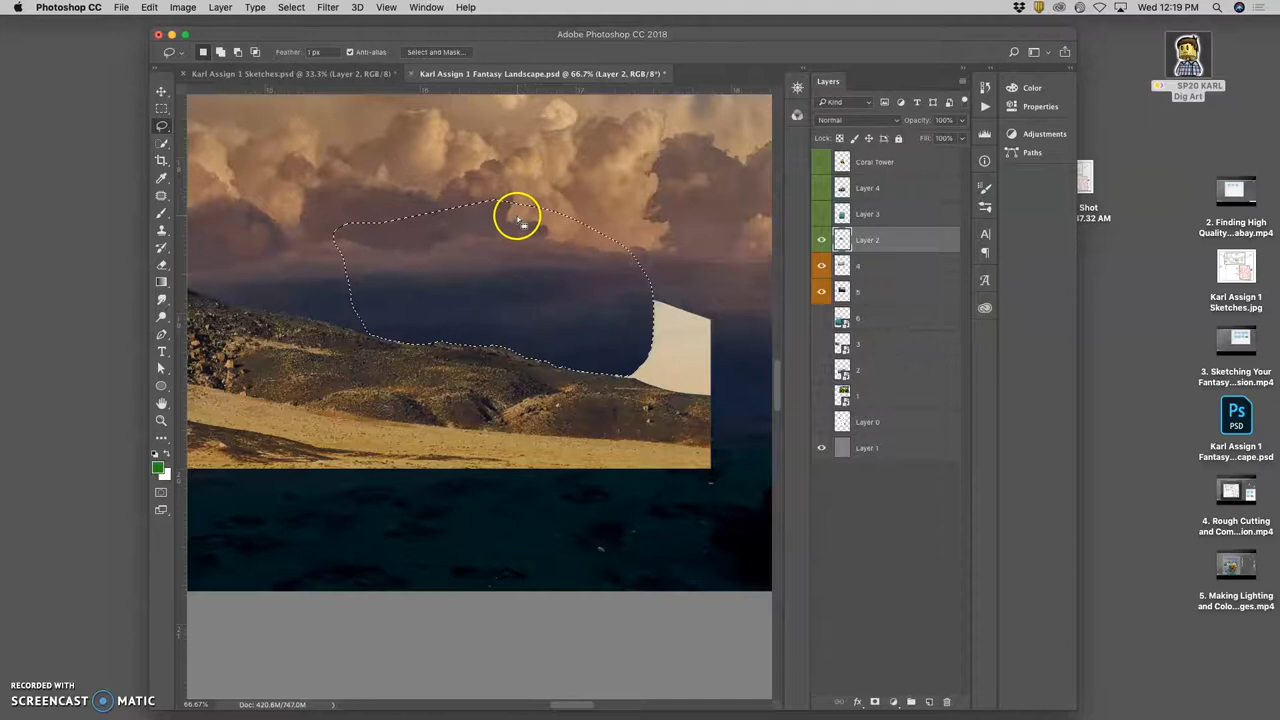 Photoshop CC File Edit Image Layer Type Select Filter 3D View Window Help Wed 12:19 PM
Adobe Photoshop CC 2018
Feather: 1 px Anti-alias Select and Mask...
Karl Assign 1 Sketches.psd @ 33.3% (Layer 2, RGB/8) *
Karl Assign 1 Fantasy Landscape.psd @ 66.7% (Layer 2, RGB/8*) *
15 16 17 18
Layers
Kind
Normal Opacity: 100%
Lock: Fill: 100%
Coral Tower
Layer 4
Layer 3
Layer 2
4
5
6
3
2
1
Layer 0
Layer 1
Color
Properties
Adjustments
Paths
SP20 KARL
Dig Art
Shot
17.32 AM
2. Finding High
Quality...abay.mp4
Karl Assign 1
Sketches.jpg
3. Sketching Your
Fantasy...sion.mp4
PSD
Karl Assign 1
Fantasy...cape.psd
4. Rough Cutting
and Com...ion.mp4
5. Making Lighting
and Colo...ges.mp4
66.67% Doc: 420.6M/747.0M
RECORDED WITH
SCREENCAST MATIC